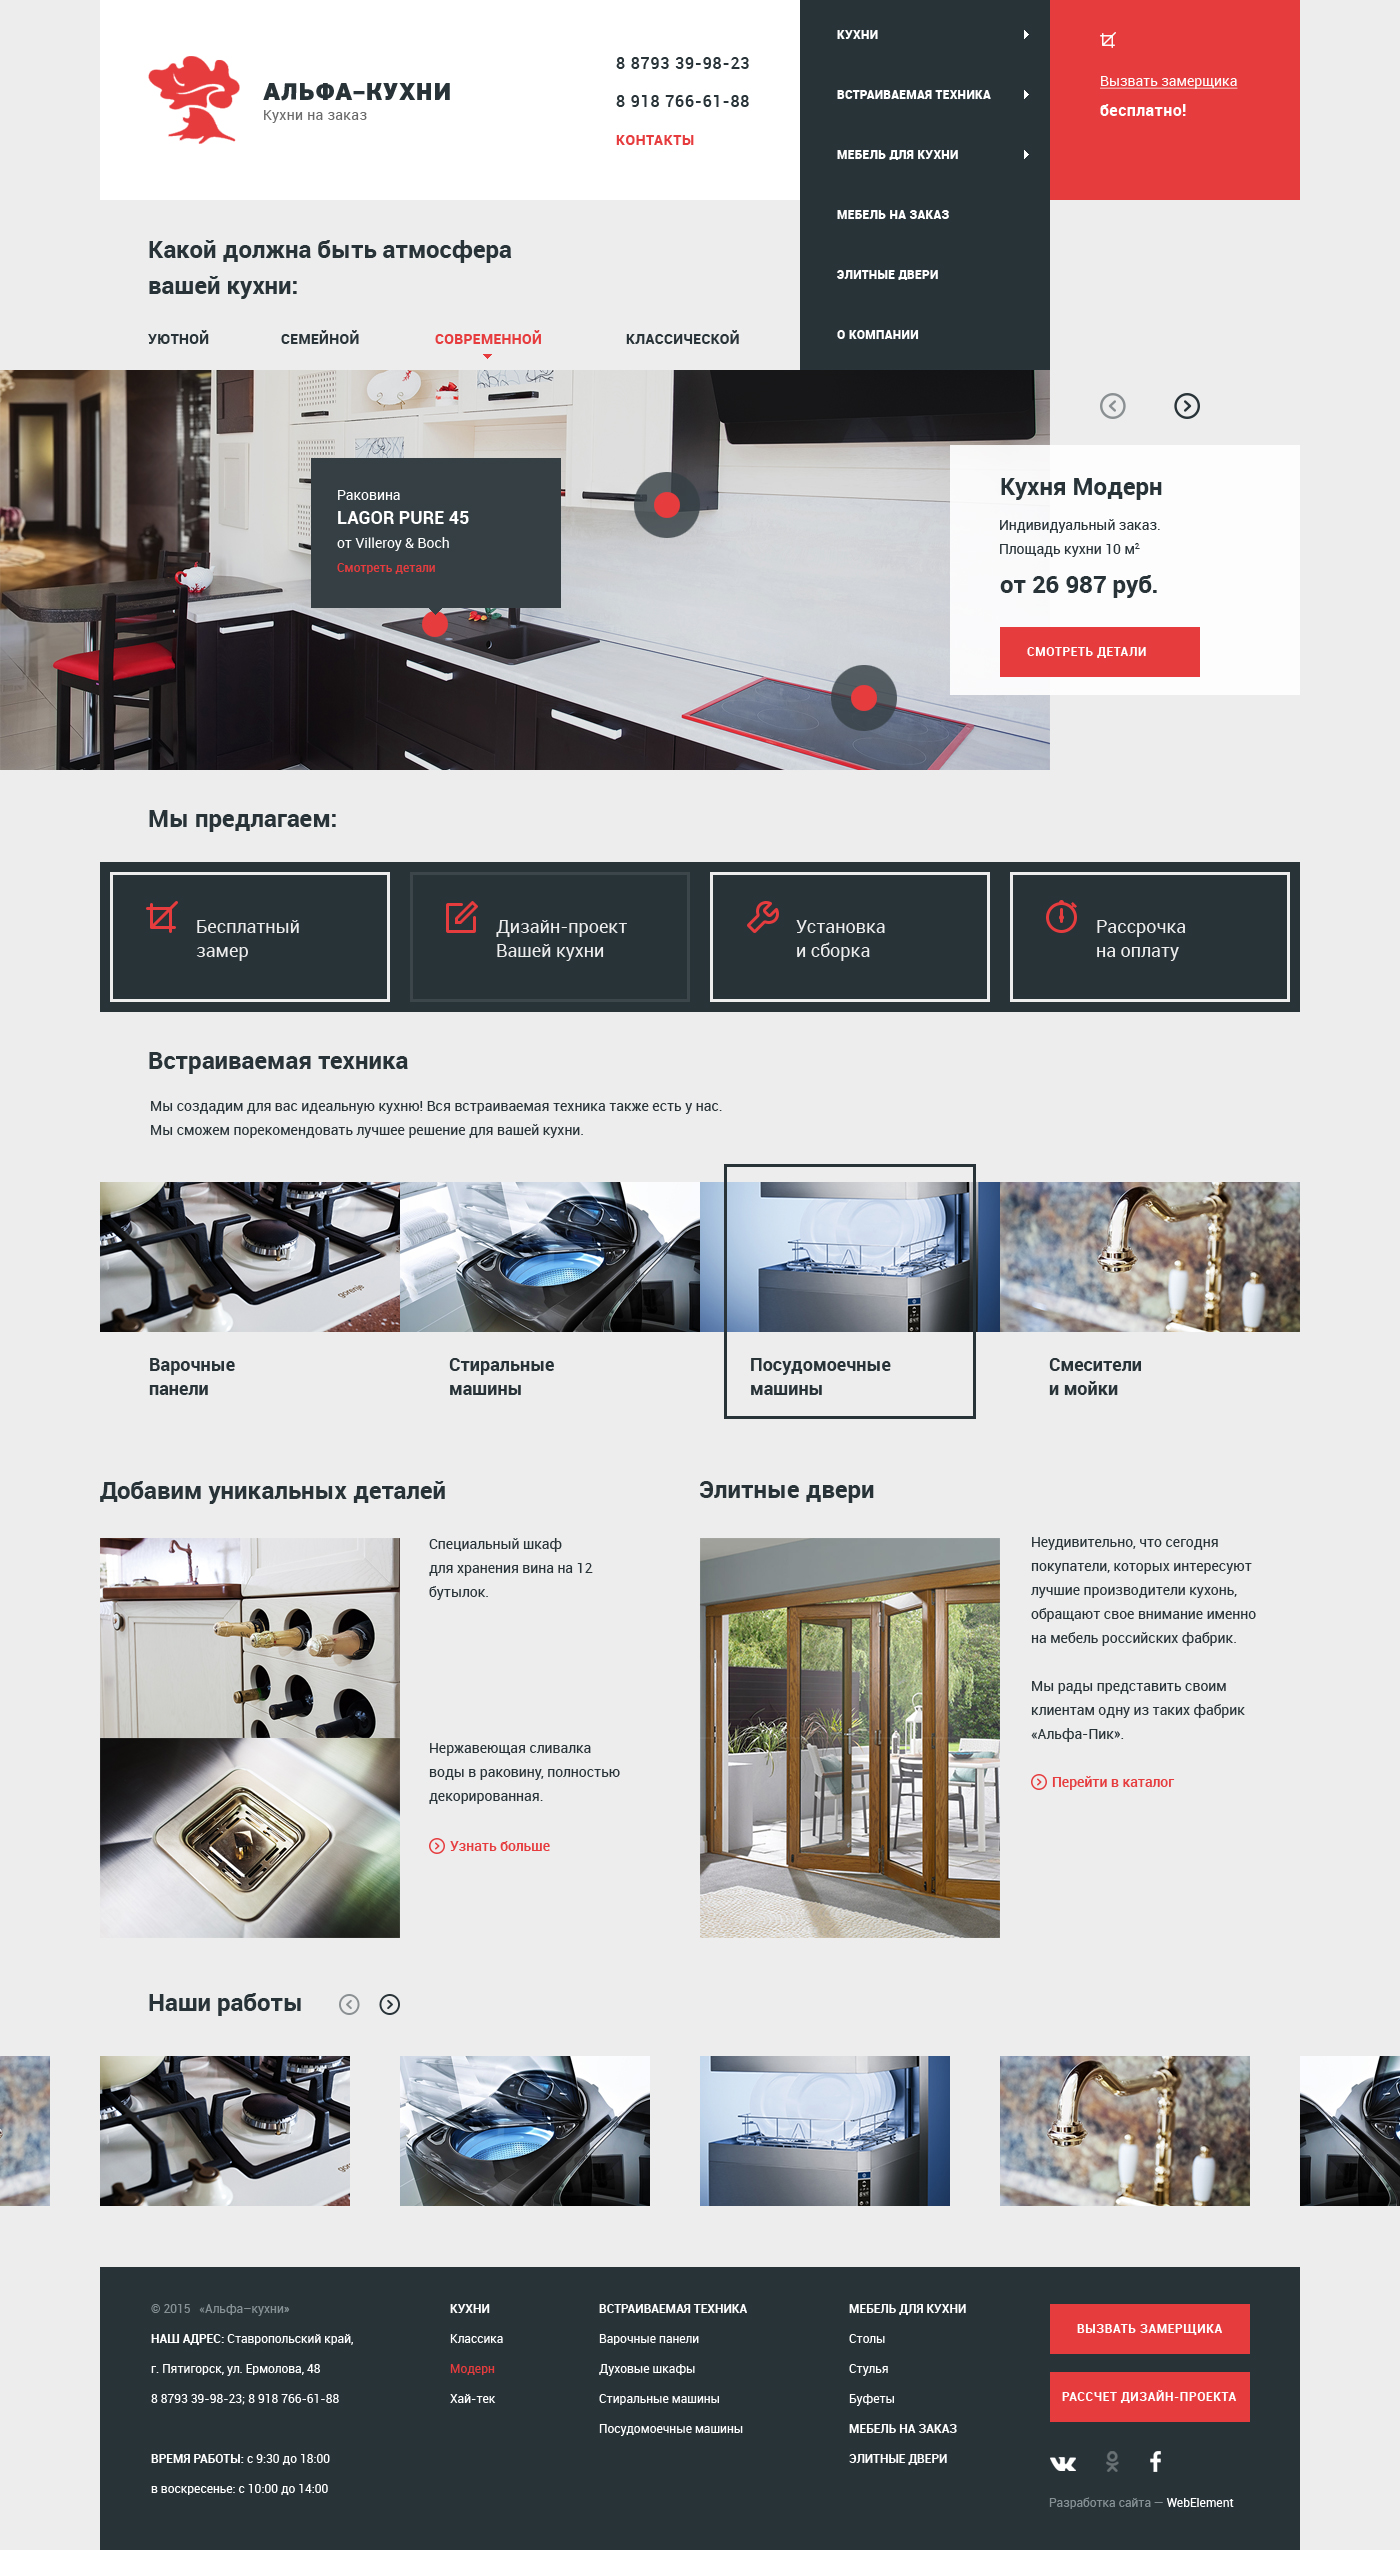 АЛЬФА-КУХНИ
Кухни на заказ
8 8793 39-98-23
8 918 766-61-88
КОНТАКТЫ
КУХНИ
ВСТРАИВАЕМАЯ ТЕХНИКА
МЕБЕЛЬ ДЛЯ КУХНИ
МЕБЕЛЬ НА ЗАКАЗ
ЭЛИТНЫЕ ДВЕРИ
О КОМПАНИИ
Вызвать замерщика
бесплатно!
Какой должна быть атмосфера
вашей кухни:
УЮТНОЙ
СЕМЕЙНОЙ
СОВРЕМЕННОЙ
КЛАССИЧЕСКОЙ
Раковина
LAGOR PURE 45
от Villeroy & Boch
Смотреть детали
Кухня Модерн
Индивидуальный заказ.
Площадь кухни 10 м²
от 26 987 руб.
СМОТРЕТЬ ДЕТАЛИ
Мы предлагаем:
Бесплатный
замер
Дизайн-проект
Вашей кухни
Установка
и сборка
Рассрочка
на оплату
Встраиваемая техника
Мы создадим для вас идеальную кухню! Вся встраиваемая техника также есть у нас.
Мы сможем порекомендовать лучшее решение для вашей кухни.
gorenje
Варочные
панели
Стиральные
машины
Посудомоечные
машины
Смесители
и мойки
Добавим уникальных деталей
Специальный шкаф
для хранения вина на 12
бутылок.
Нержавеющая сливалка
воды в раковину, полностью
декорированная.
Узнать больше
Элитные двери
Неудивительно, что сегодня
покупатели, которых интересуют
лучшие производители кухонь,
обращают свое внимание именно
на мебель российских фабрик.
Мы рады представить своим
клиентам одну из таких фабрик
«Альфа-Пик».
Перейти в каталог
Наши работы
© 2015 «Альфа–кухни»
НАШ АДРЕС: Ставропольский край,
г. Пятигорск, ул. Ермолова, 48
8 8793 39-98-23; 8 918 766-61-88
ВРЕМЯ РАБОТЫ: с 9:30 до 18:00
в воскресенье: с 10:00 до 14:00
КУХНИ
Классика
Модерн
Хай-тек
ВСТРАИВАЕМАЯ ТЕХНИКА
Варочные панели
Духовые шкафы
Стиральные машины
Посудомоечные машины
МЕБЕЛЬ ДЛЯ КУХНИ
Столы
Стулья
Буфеты
МЕБЕЛЬ НА ЗАКАЗ
ЭЛИТНЫЕ ДВЕРИ
ВЫЗВАТЬ ЗАМЕРЩИКА
РАССЧЕТ ДИЗАЙН-ПРОЕКТА
Разработка сайта — WebElement